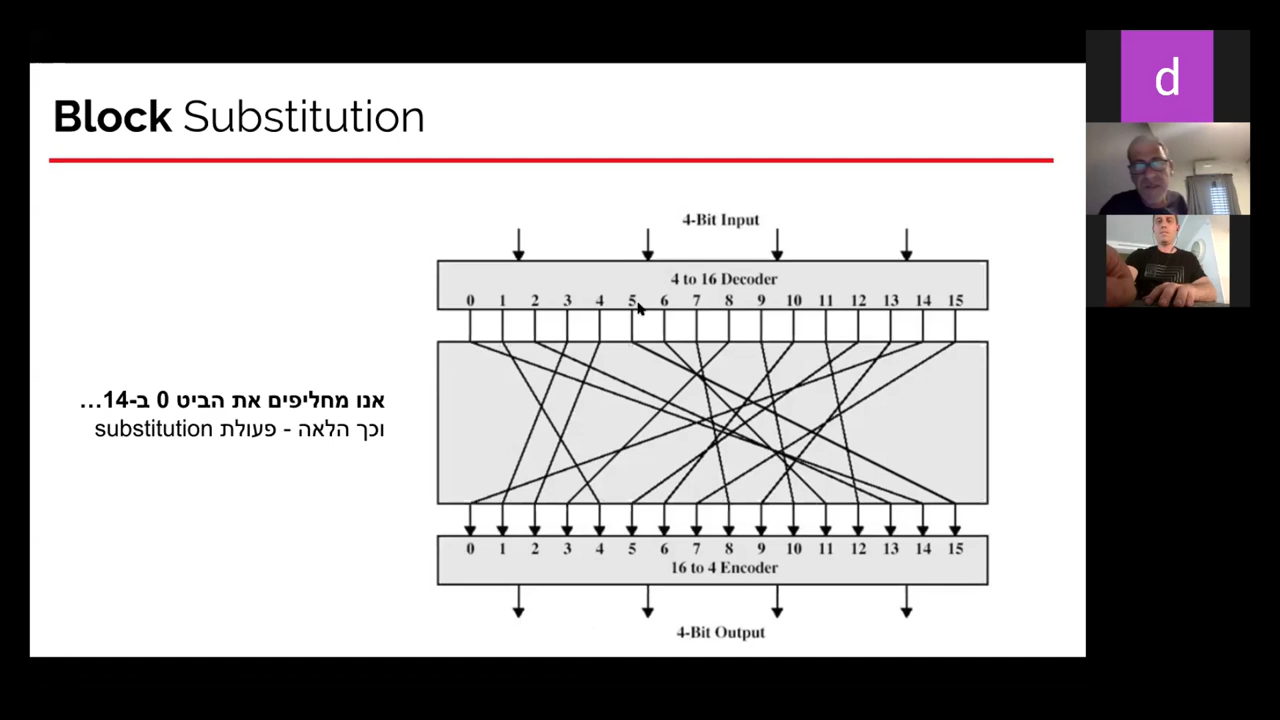 Block Substitution
4-Bit Input
4 to 16 Decoder
0 1 2 3 4 5 6 7 8 9 10 11 12 13 14 15
אנו מחליפים את הביט 0 ב-14...
וכך הלאה - פעולת substitution
0 1 2 3 4 5 6 7 8 9 10 11 12 13 14 15
16 to 4 Encoder
4-Bit Output
d